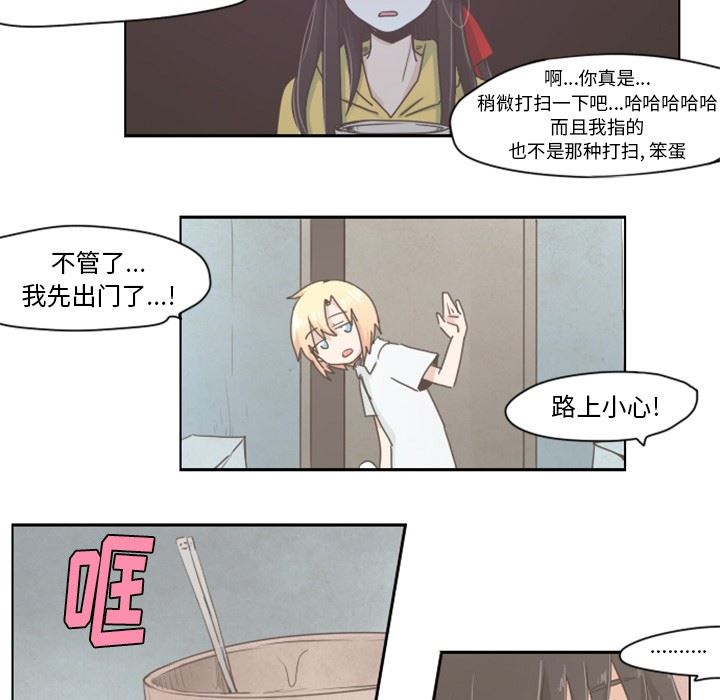 啊...你真是...
稍微打扫一下吧...哈哈哈哈哈
而且我指的
也不是那种打扫, 笨蛋
不管了...
我先出门了...!
路上小心!
哐
..........